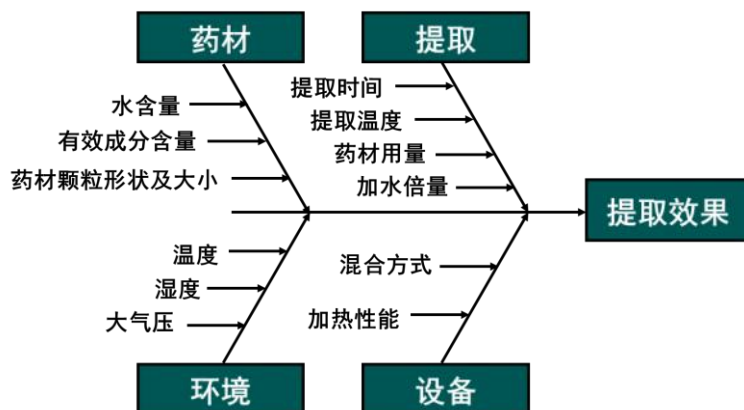 药材
提取
水含量
有效成分含量
药材颗粒形状及大小
提取时间
提取温度
药材用量
加水倍量
提取效果
温度
湿度
大气压
混合方式
加热性能
环境
设备